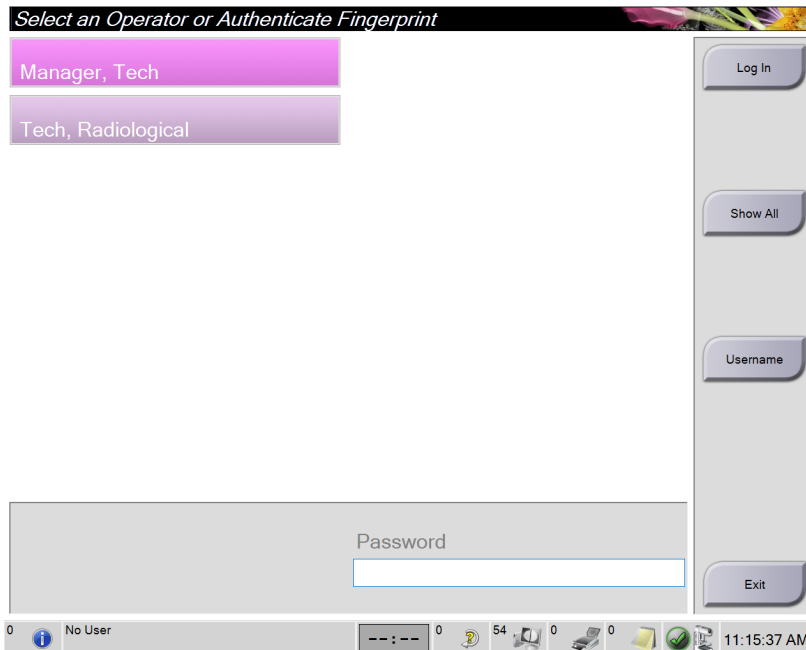 Select an Operator or Authenticate Fingerprint
Manager, Tech
Tech, Radiological
Log In
Show All
Username
Password
Exit
0 No User --:-- 0 54 0 0 11:15:37 AM